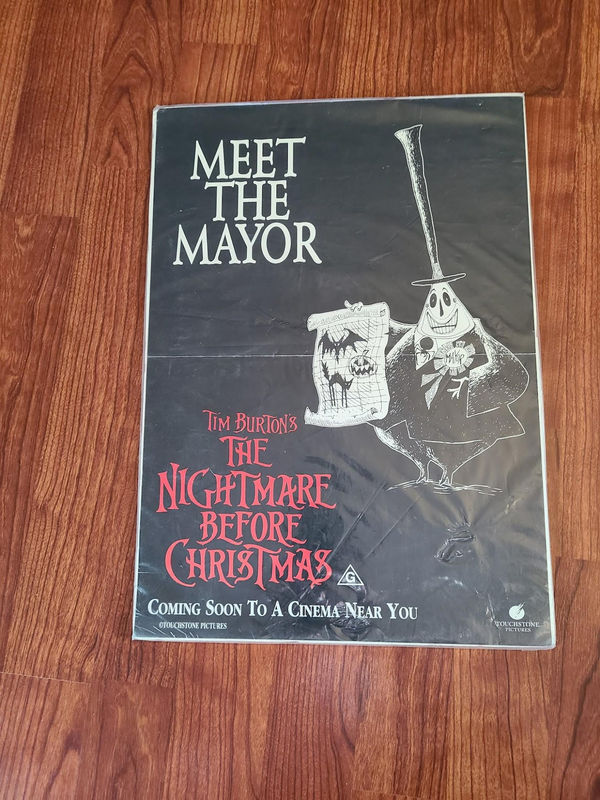 MEET
THE
MAYOR
MAYOR
TIM BURTON'S
THE
NIGHTMARE
BEFORE
CHRISTMAS
G
COMING SOON TO A CINEMA NEAR YOU
©TOUCHSTONE PICTURES
TOUCHSTONE
PICTURES